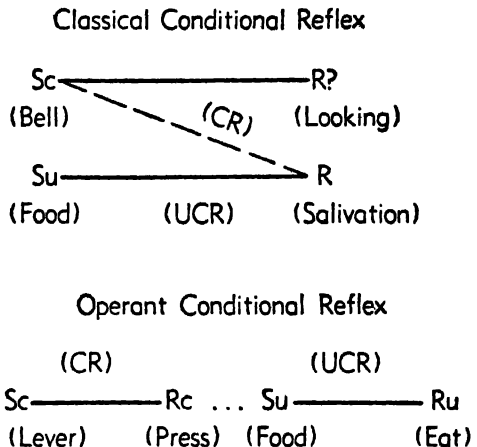 Classical Conditional Reflex
Sc R?
(Bell) (CR) (Looking)
Su R
(Food) (UCR) (Salivation)
Operant Conditional Reflex
(CR) (UCR)
Sc Rc ... Su Ru
(Lever) (Press) (Food) (Eat)